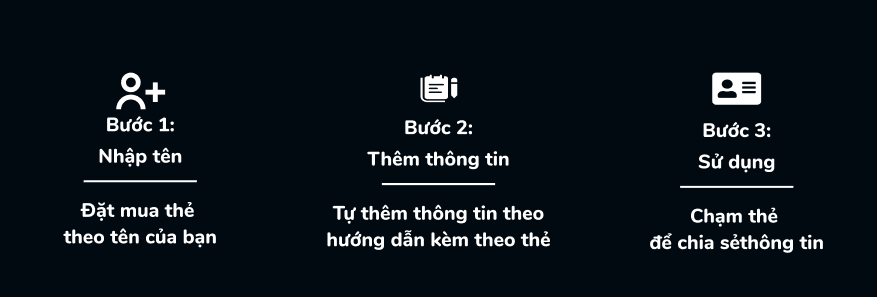 Bước 1:
Nhập tên
Đặt mua thẻ
theo tên của bạn
Bước 2:
Thêm thông tin
Tự thêm thông tin theo
hướng dẫn kèm theo thẻ
Bước 3:
Sử dụng
Chạm thẻ
để chia sẻthông tin